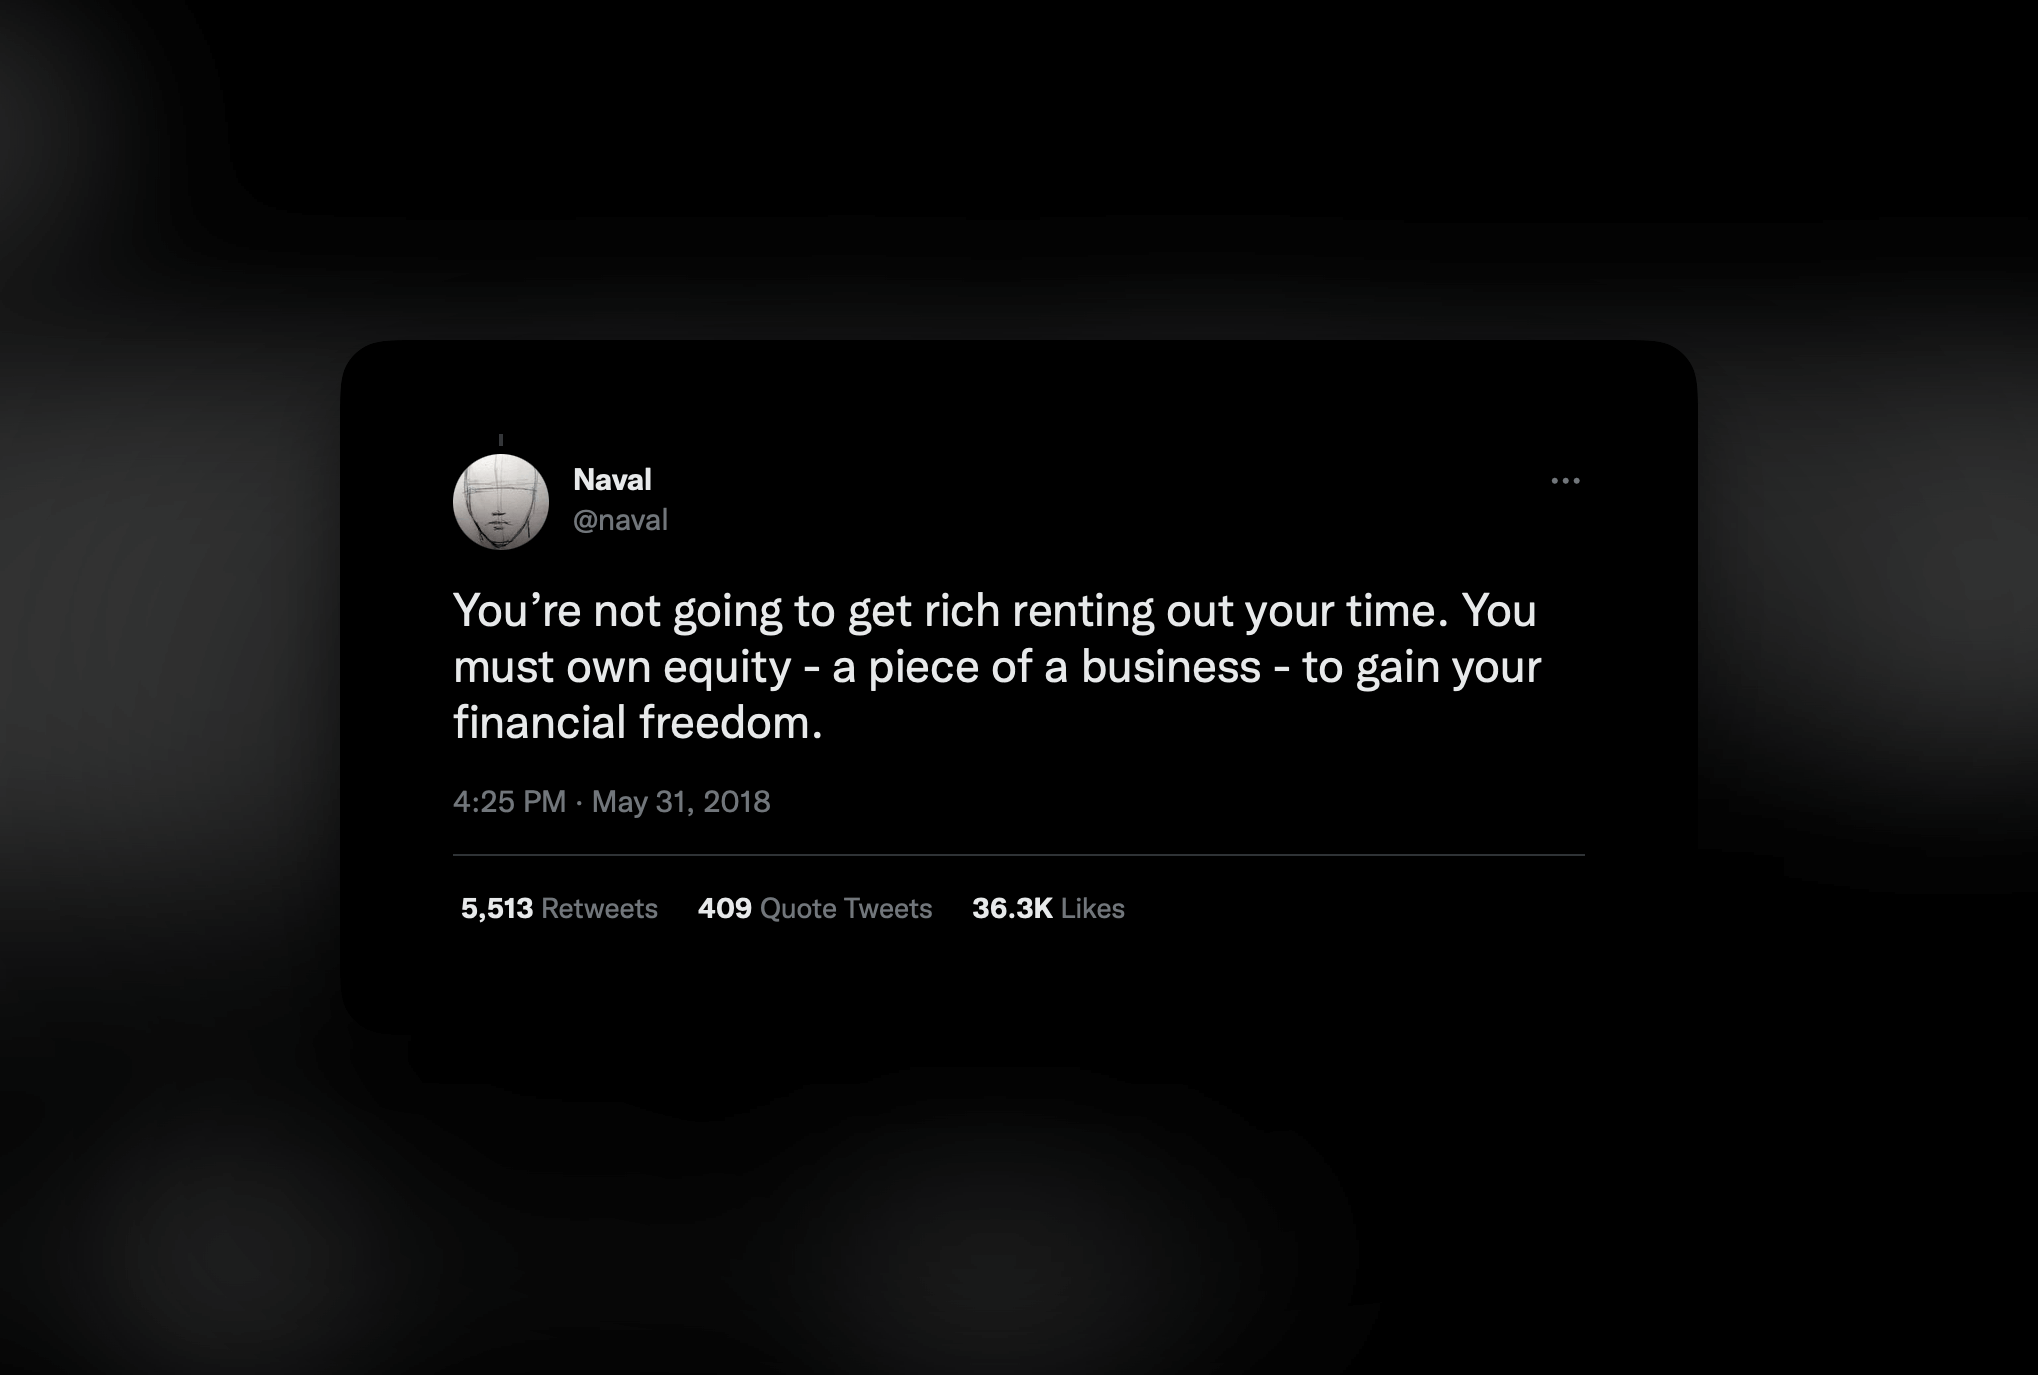 Naval
@naval
You’re not going to get rich renting out your time. You
must own equity - a piece of a business - to gain your
financial freedom.
4:25 PM · May 31, 2018
5,513 Retweets 409 Quote Tweets 36.3K Likes